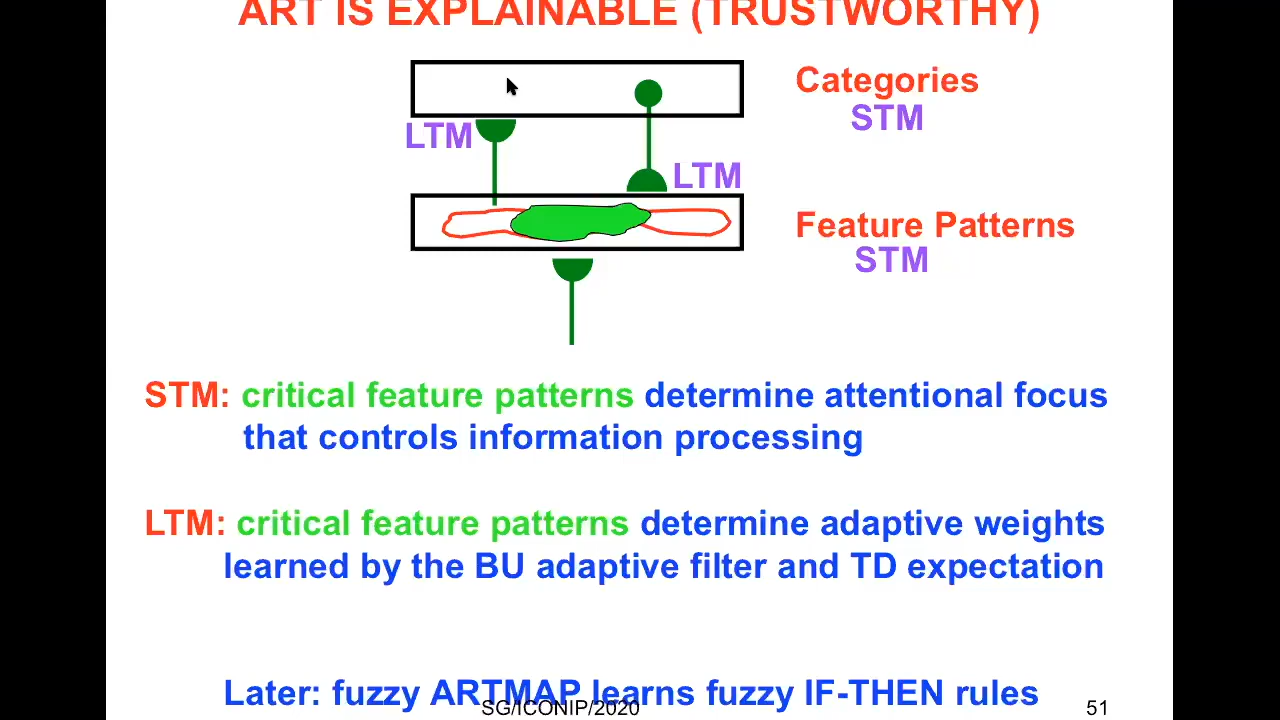 ART IS EXPLAINABLE (TRUSTWORTHY)
Categories
STM
LTM
LTM
Feature Patterns
STM
STM: critical feature patterns determine attentional focus
that controls information processing
LTM: critical feature patterns determine adaptive weights
learned by the BU adaptive filter and TD expectation
Later: fuzzy ARTMAP learns fuzzy IF-THEN rules
SG/ICONIP/2020
51